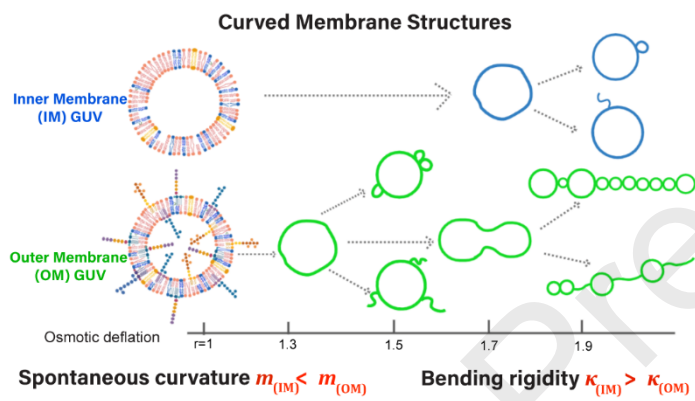 Curved Membrane Structures
Inner Membrane
(IM) GUV
Outer Membrane
(OM) GUV
Osmotic deflation
r=1
1.3
1.5
1.7
1.9
Spontaneous curvature m(IM)< m(OM)
Bending rigidity κ(IM)> κ(OM)
Pre